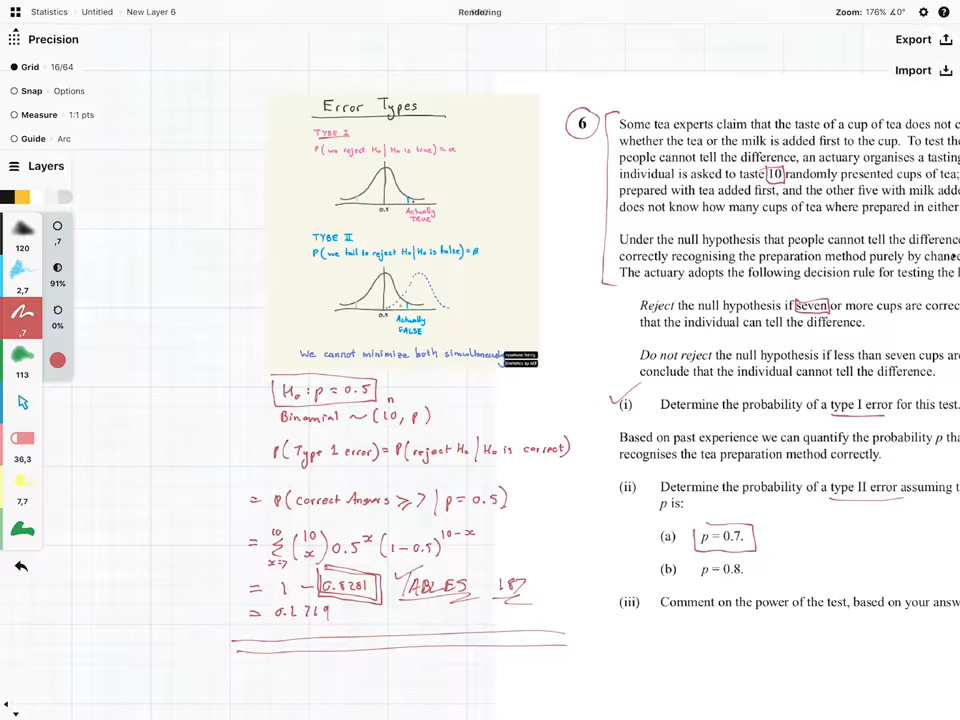 Statistics Untitled New Layer 6
Zoom: 176% ∠0°
Precision
Grid 16/64
Snap Options
Measure 1:1 pts
Guide Arc
Layers
120
2,7
,7
113
36,3
7,7
,7
91%
0%
Export
Import
Error Types
TYPE I
P(we reject H₀ | H₀ is true) = α
0.5
Actually
TRUE
TYPE II
P(we fail to reject H₀ | H₀ is false) = β
0.5
Actually
FALSE
We cannot minimize both simultaneously
H₀ : p = 0.5
n
Binomial ~ (10, p)
P(Type 1 error) = P(reject H₀ | H₀ is correct)
= P(correct Answers ≥ 7 | p = 0.5)
= ∑ x=7 10 (10 x) 0.5^x (1 - 0.5)^10-x
= 1 - 0.8281 TABLES 187
= 0.1719
6
Some tea experts claim that the taste of a cup of tea does not
whether the tea or the milk is added first to the cup. To test the
people cannot tell the difference, an actuary organises a tasting
individual is asked to taste 10 randomly presented cups of tea;
prepared with tea added first, and the other five with milk
does not know how many cups of tea where prepared in either
Under the null hypothesis that people cannot tell the difference
correctly recognising the preparation method purely by
The actuary adopts the following decision rule for testing the
Reject the null hypothesis if seven or more cups are
that the individual can tell the difference.
Do not reject the null hypothesis if less than seven cups are
conclude that the individual cannot tell the difference.
(i) Determine the probability of a type I error for this test.
Based on past experience we can quantify the probability p
recognises the tea preparation method correctly.
(ii) Determine the probability of a type II error assuming
p is:
(a) p = 0.7.
(b) p = 0.8.
(iii) Comment on the power of the test, based on your